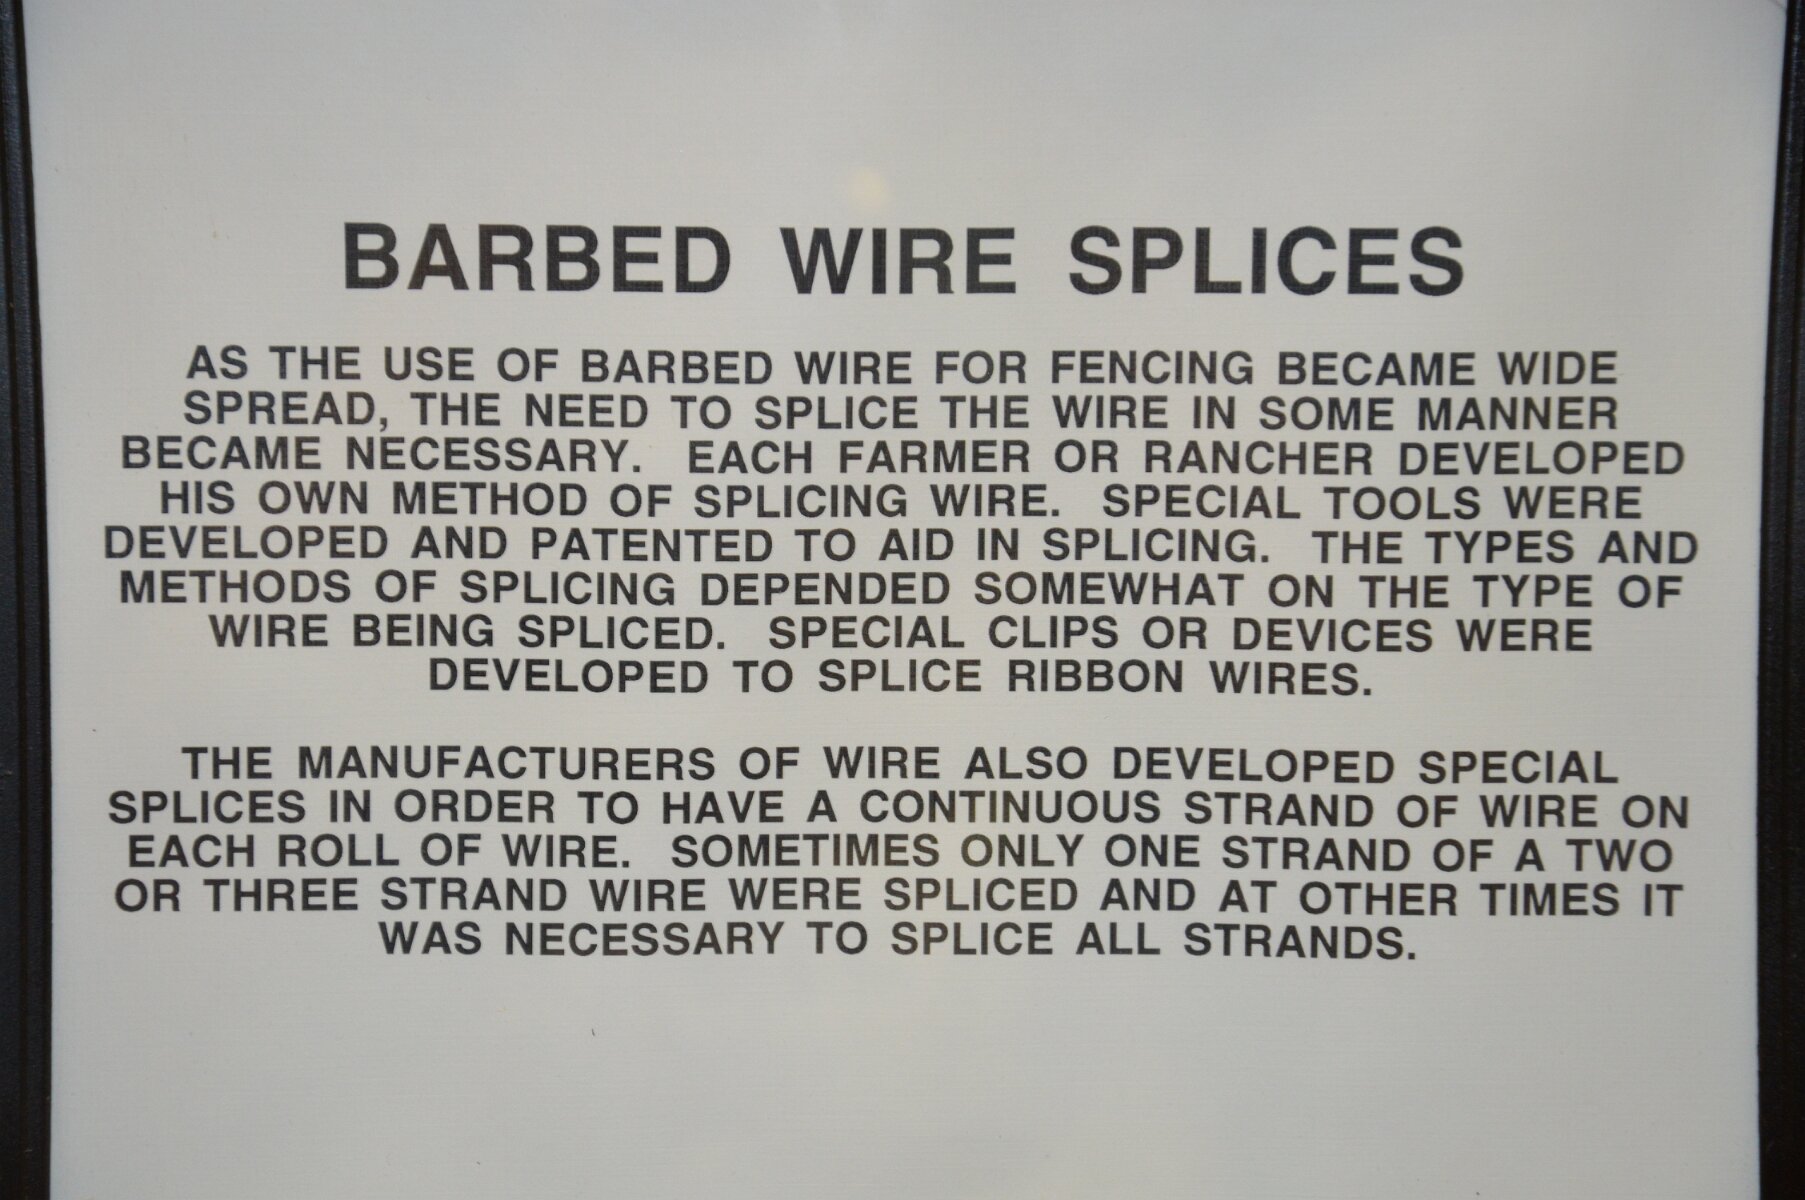 BARBED WIRE SPLICES
AS THE USE OF BARBED WIRE FOR FENCING BECAME WIDE
SPREAD, THE NEED TO SPLICE THE WIRE IN SOME MANNER
BECAME NECESSARY. EACH FARMER OR RANCHER DEVELOPED
HIS OWN METHOD OF SPLICING WIRE. SPECIAL TOOLS WERE
DEVELOPED AND PATENTED TO AID IN SPLICING. THE TYPES AND
METHODS OF SPLICING DEPENDED SOMEWHAT ON THE TYPE OF
WIRE BEING SPLICED. SPECIAL CLIPS OR DEVICES WERE
DEVELOPED TO SPLICE RIBBON WIRES.
THE MANUFACTURERS OF WIRE ALSO DEVELOPED SPECIAL
SPLICES IN ORDER TO HAVE A CONTINUOUS STRAND OF WIRE ON
EACH ROLL OF WIRE. SOMETIMES ONLY ONE STRAND OF A TWO
OR THREE STRAND WIRE WERE SPLICED AND AT OTHER TIMES IT
WAS NECESSARY TO SPLICE ALL STRANDS.